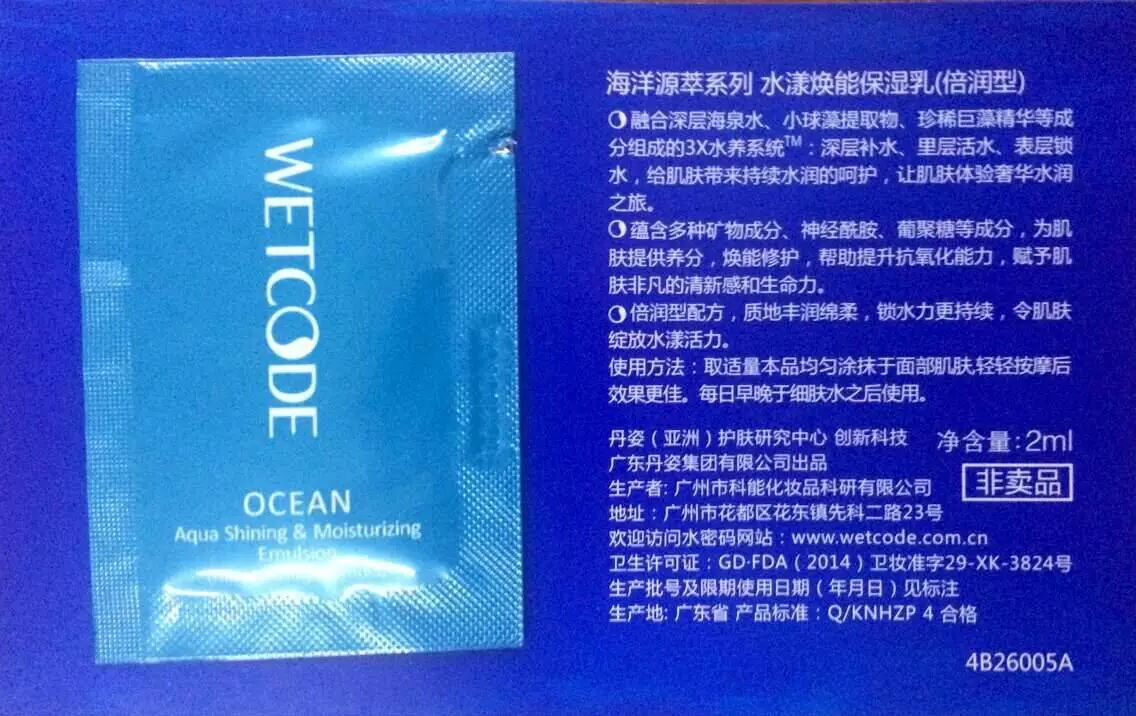 WETCODE
OCEAN
Aqua Shining & Moisturizing
Emulsion
海洋源萃系列 水漾焕能保湿乳(倍润型)
融合深层海泉水、小球藻提取物、珍稀巨藻精华等成
分组成的3X水养系统™：深层补水、里层活水、表层锁
水，给肌肤带来持续水润的呵护，让肌肤体验奢华水润
之旅。
蕴含多种矿物成分、神经酰胺、葡聚糖等成分，为肌
肤提供养分，焕能修护，帮助提升抗氧化能力，赋予肌
肤非凡的清新感和生命力。
倍润型配方，质地丰润绵柔，锁水力更持续，令肌肤
绽放水漾活力。
使用方法：取适量本品均匀涂抹于面部肌肤,轻轻按摩后
效果更佳。每日早晚于细肤水之后使用。
丹姿（亚洲）护肤研究中心 创新科技
净含量：2ml
广东丹姿集团有限公司出品
生产者: 广州市科能化妆品科研有限公司
非卖品
地址：广州市花都区花东镇先科二路23号
欢迎访问水密码网站：www.wetcode.com.cn
卫生许可证：GD·FDA（2014）卫妆准字29-XK-3824号
生产批号及限期使用日期（年月日）见标注
生产地: 广东省 产品标准：Q/KNHZP 4 合格
4B26005A